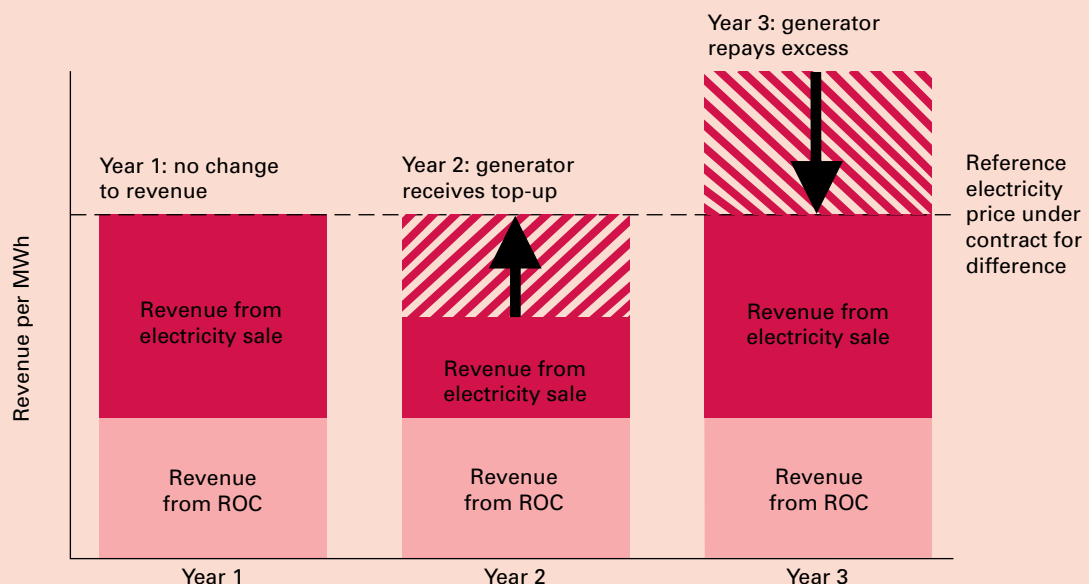 Year 3: generator
repays excess
Year 1: no change
to revenue
Year 2: generator
receives top-up
Reference
electricity
price under
contract for
difference
Revenue per MWh
Revenue from
electricity sale
Revenue from
electricity sale
Revenue from
electricity sale
Revenue
from ROC
Revenue
from ROC
Revenue
from ROC
Year 1
Year 2
Year 3